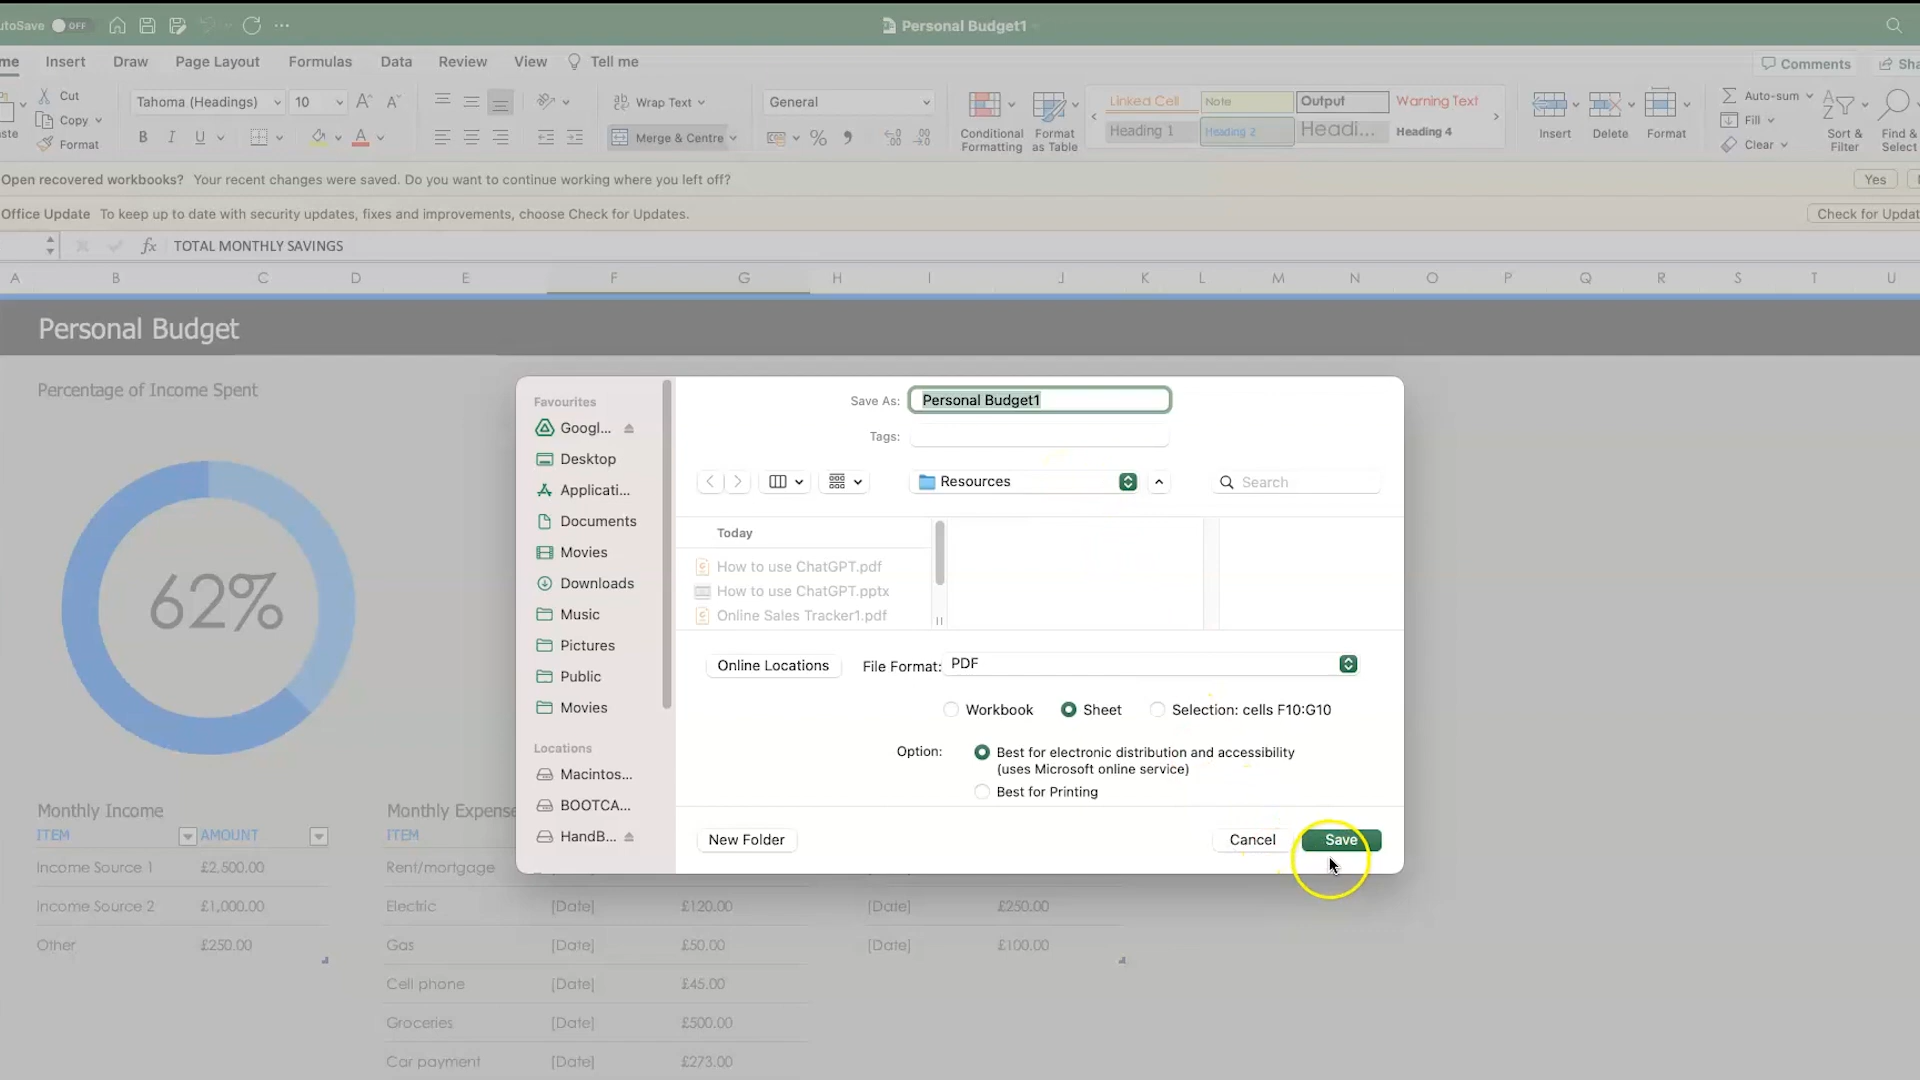 utoSave OFF
Personal Budget1
me Insert Draw Page Layout Formulas Data Review View Tell me
Comments Sha
ste
Cut
Copy
Format
Tahoma (Headings) 10
B I U
Wrap Text
Merge & Centre
General
%
Conditional Formatting
Format as Table
Linked Cell Note Output Warning Text
Heading 1 Heading 2 Headi... Heading 4
Insert Delete Format
Auto-sum
Fill
Clear
Sort & Filter
Find & Select
Open recovered workbooks? Your recent changes were saved. Do you want to continue working where you left off?
Yes
Office Update To keep up to date with security updates, fixes and improvements, choose Check for Updates.
Check for Updat
fx TOTAL MONTHLY SAVINGS
A B C D E F G H I J K L M N O P Q R S T U
Personal Budget
Percentage of Income Spent
62%
Favourites
Googl...
Desktop
Applicati...
Documents
Movies
Downloads
Music
Pictures
Public
Movies
Locations
Macintos...
BOOTCA...
HandB...
Save As: Personal Budget1
Tags:
Resources
Search
Today
How to use ChatGPT.pdf
How to use ChatGPT.pptx
Online Sales Tracker1.pdf
Online Locations
File Format: PDF
Workbook Sheet Selection: cells F10:G10
Option: Best for electronic distribution and accessibility
(uses Microsoft online service)
Best for Printing
New Folder
Cancel Save
Monthly Income
ITEM AMOUNT
Income Source 1 £2,500.00
Income Source 2 £1,000.00
Other £250.00
Monthly Expense
ITEM
Rent/mortgage
Electric [Date] £120.00 [Date] £250.00
Gas [Date] £50.00 [Date] £100.00
Cell phone [Date] £45.00
Groceries [Date] £500.00
Car payment [Date] £273.00